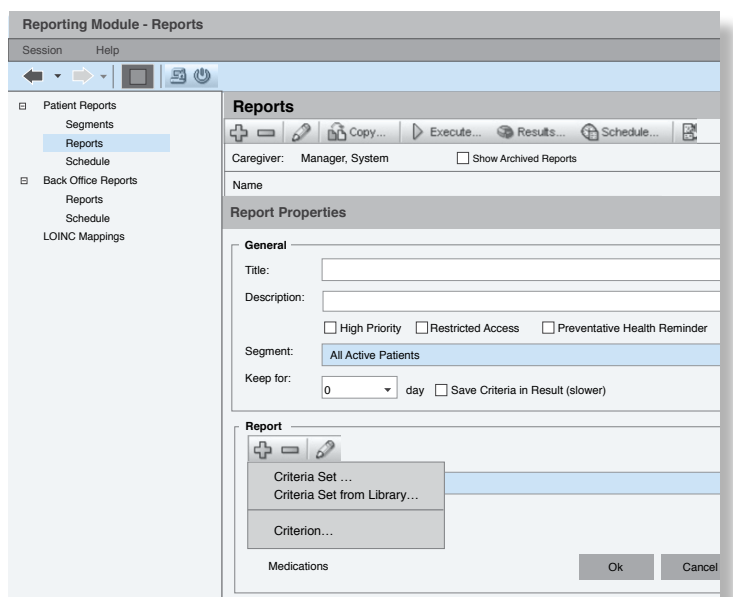 Reporting Module - Reports
Session Help
Patient Reports
Segments
Reports
Schedule
Back Office Reports
Reports
Schedule
LOINC Mappings
Reports
Copy... Execute... Results... Schedule...
Caregiver: Manager, System Show Archived Reports
Name
Report Properties
General
Title:
Description:
High Priority Restricted Access Preventative Health Reminder
Segment: All Active Patients
Keep for: 0 day Save Criteria in Result (slower)
Report
Criteria Set …
Criteria Set from Library…
Criterion…
Medications Ok Cancel